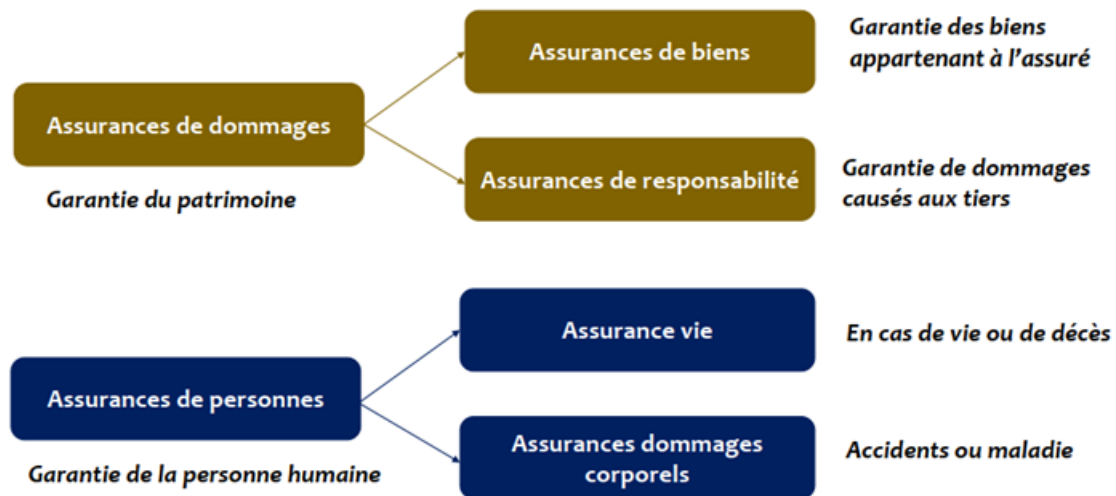 Assurances de dommages
Garantie du patrimoine
Assurances de biens
Garantie des biens
appartenant à l'assuré
Assurances de responsabilité
Garantie de dommages
causés aux tiers
Assurances de personnes
Garantie de la personne humaine
Assurance vie
En cas de vie ou de décès
Assurances dommages
corporels
Accidents ou maladie